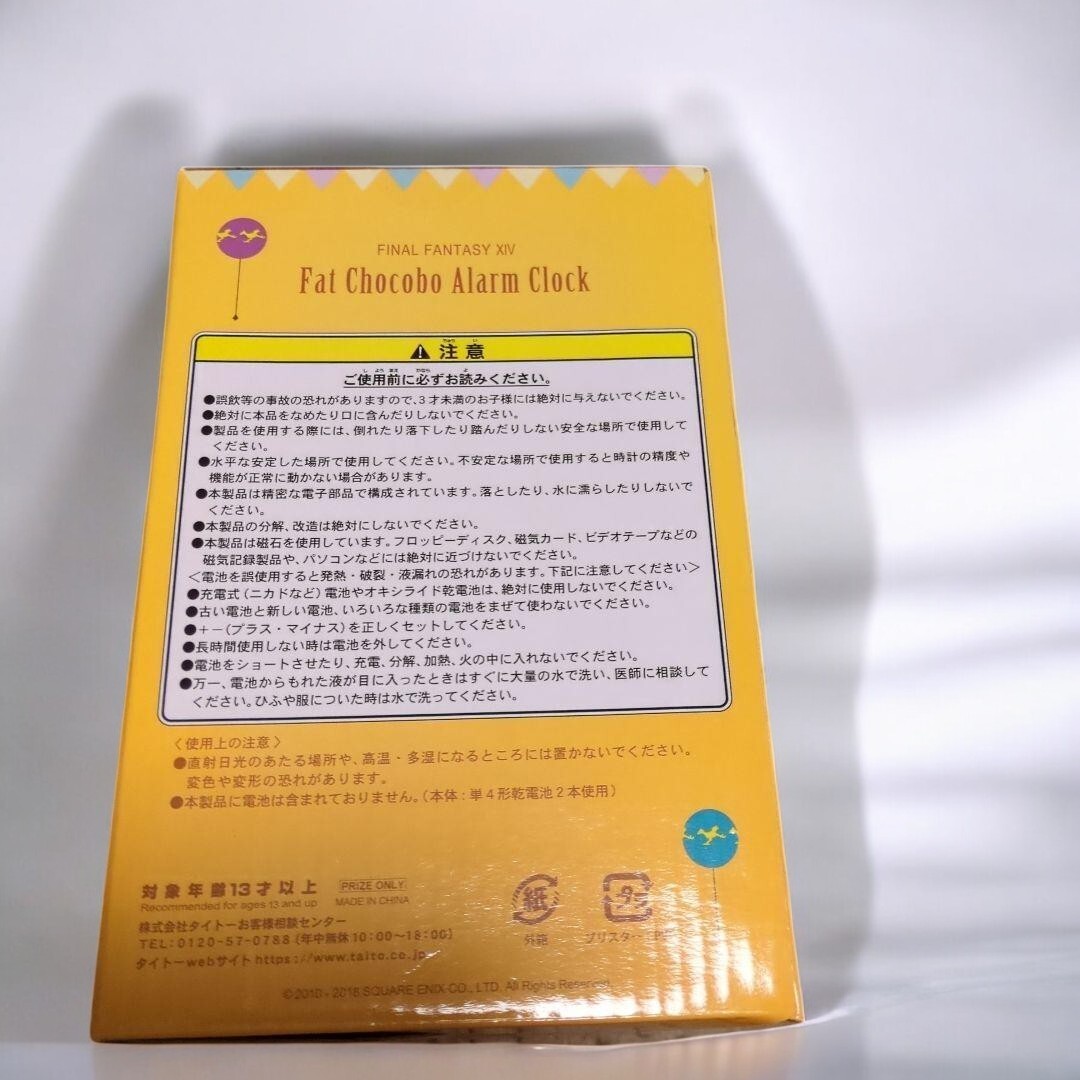 FINAL FANTASY XIV
Fat Chocobo Alarm Clock
注意
ご使用前に必ずお読みください。
●誤飲等の事故の恐れがありますので、3才未満のお子様には絶対に与えないでください。
●絶対に本品をなめたり口に含んだりしないでください。
●製品を使用する際には、倒れたり落下したり踏んだりしない安全な場所で使用して
ください。
●水平な安定した場所で使用してください。不安定な場所で使用すると時計の精度や
機能が正常に動かない場合があります。
●本製品は精密な電子部品で構成されています。落としたり、水に濡らしたりしないで
ください。
●本製品の分解、改造は絶対にしないでください。
●本製品は磁石を使用しています。フロッピーディスク、磁気カード、ビデオテープなどの
磁気記録製品や、パソコンなどには絶対に近づけないでください。
<電池を誤使用すると発熱・破裂・液漏れの恐れがあります。下記に注意してください>
●充電式(ニカドなど)電池やオキシライド乾電池は、絶対に使用しないでください。
●古い電池と新しい電池、いろいろな種類の電池をまぜて使わないでください。
●+−(プラス・マイナス)を正しくセットしてください。
●長時間使用しない時は電池を外してください。
●電池をショートさせたり、充電、分解、加熱、火の中に入れないでください。
●万一、電池からもれた液が目に入ったときはすぐに大量の水で洗い、医師に相談して
ください。ひふや服についた時は水で洗ってください。
〈使用上の注意〉
●直射日光のあたる場所や、高温・多湿になるところには置かないでください。
変色や変形の恐れがあります。
●本製品に電池は含まれておりません。(本体:単4形乾電池2本使用)
対象年齢13才以上 PRIZE ONLY
Recommended for ages 13 and up MADE IN CHINA
株式会社タイトーお客様相談センター
TEL:0120-57-0788(年中無休10:00〜18:00)
タイトーwebサイト https://www.taito.co.jp
紙 プラ
外箱 ブリスター
© 2010 - 2018 SQUARE ENIX CO., LTD. All Rights Reserved.